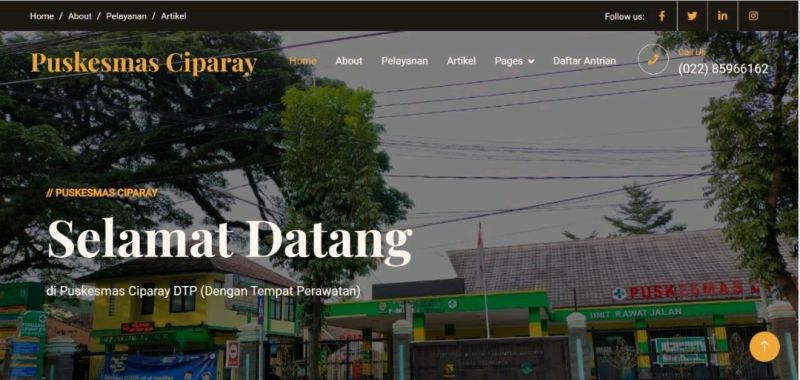 Home / About / Pelayanan / Artikel
Follow us:
Puskesmas Ciparay
Home About Pelayanan Artikel Pages Daftar Antrian
Call Us
(022) 85966162
// PUSKESMAS CIPARAY
Selamat Datang
di Puskesmas Ciparay DTP (Dengan Tempat Perawatan)
PUSKESMAS
UNIT RAWAT JALAN